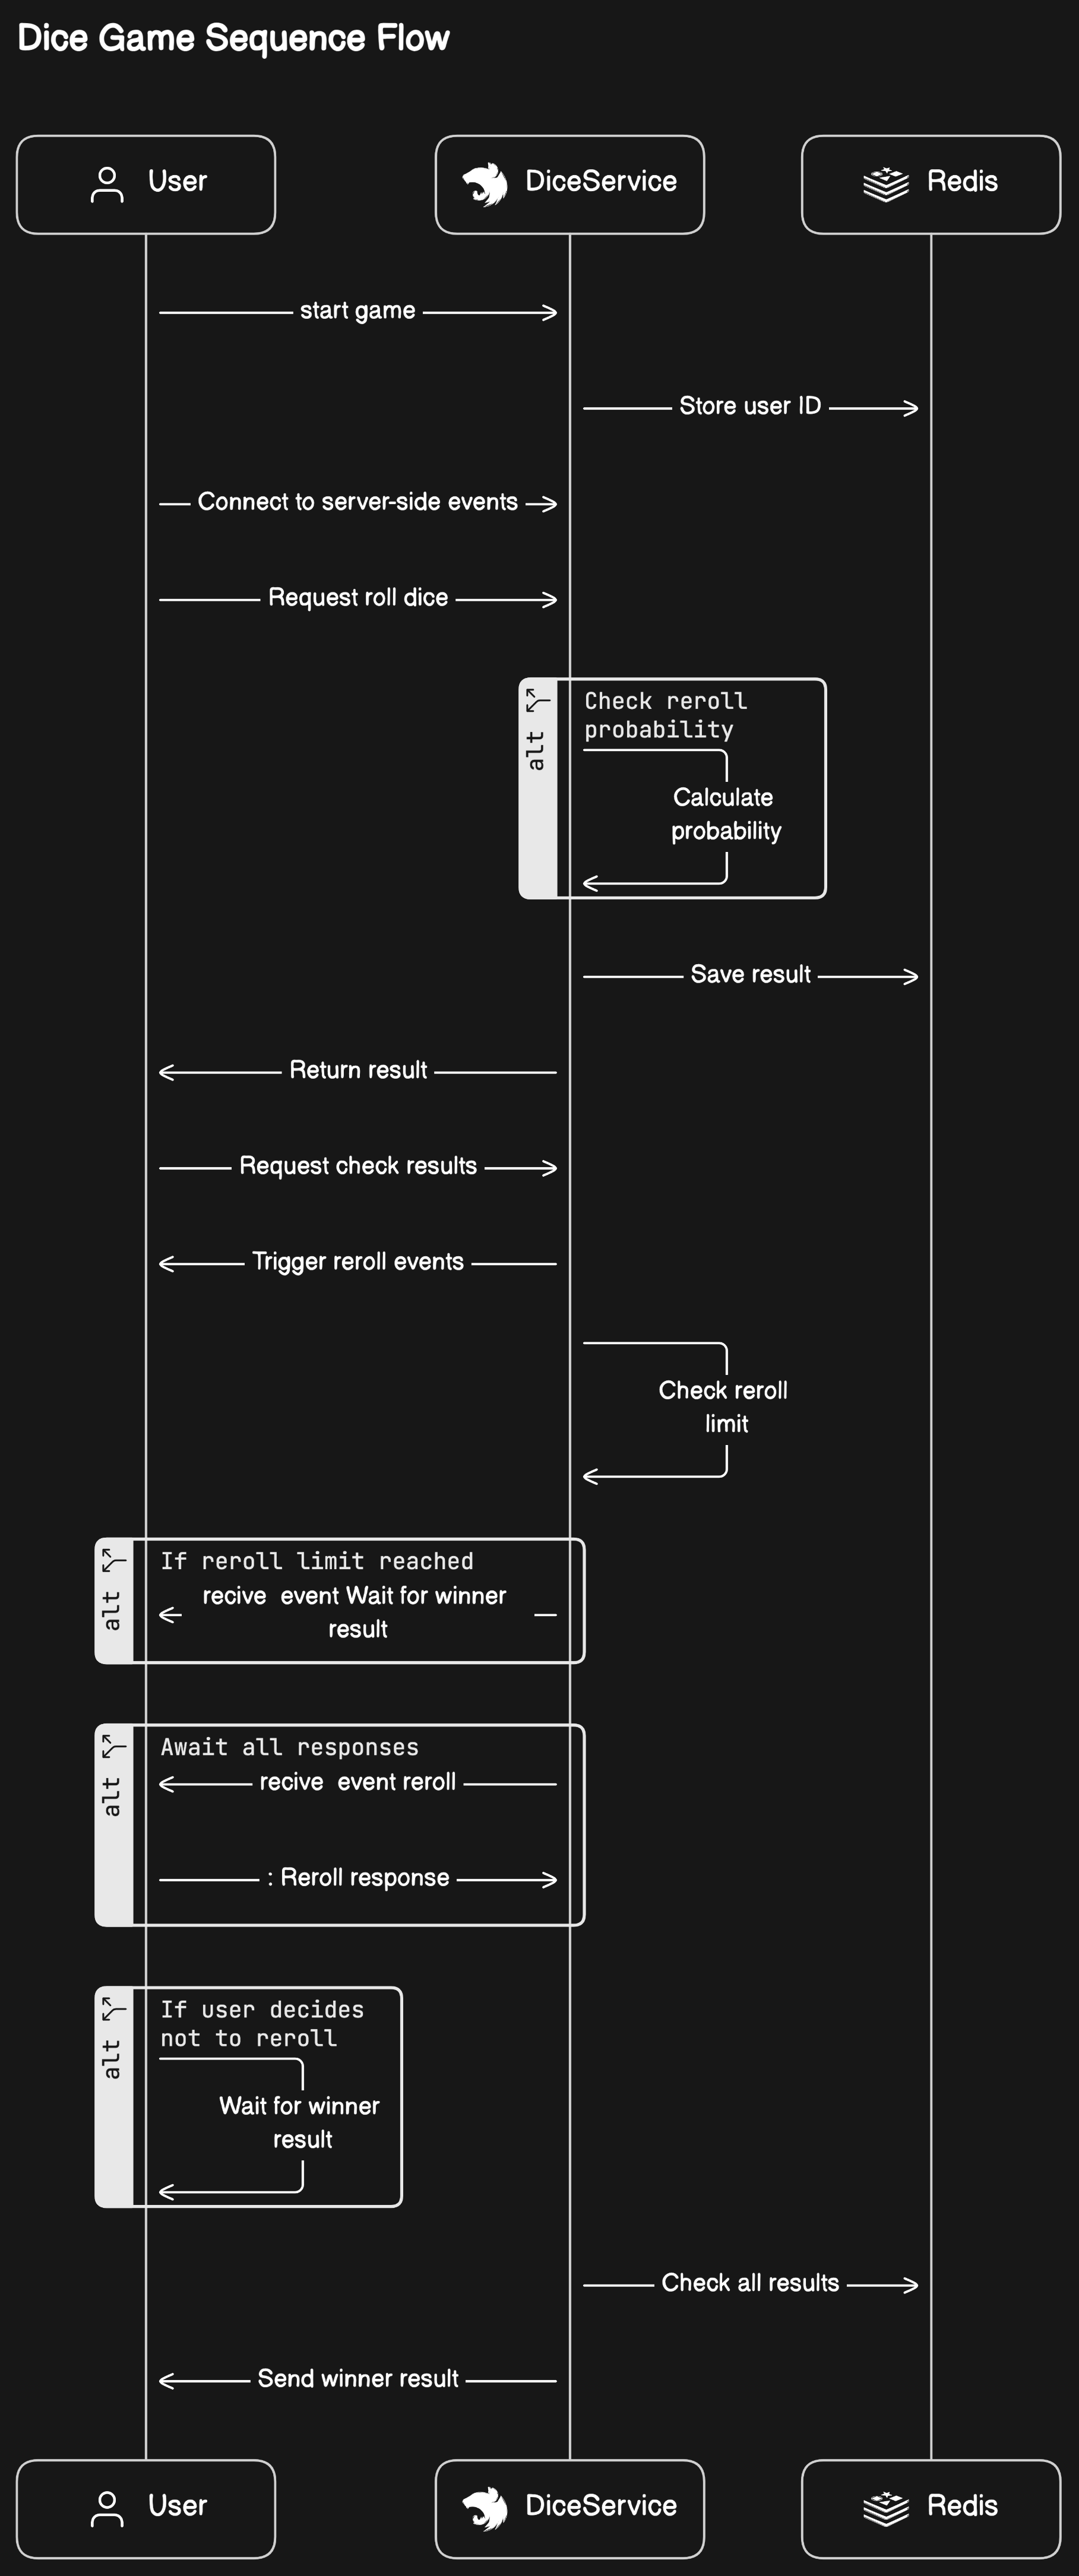 Dice Game Sequence Flow
User
DiceService
Redis
start game
Store user ID
Connect to server-side events
Request roll dice
alt
Check reroll
probability
Calculate
probability
Save result
Return result
Request check results
Trigger reroll events
Check reroll
limit
alt
If reroll limit reached
recive  event Wait for winner
result
alt
Await all responses
recive  event reroll
: Reroll response
alt
If user decides
not to reroll
Wait for winner
result
Check all results
Send winner result
User
DiceService
Redis